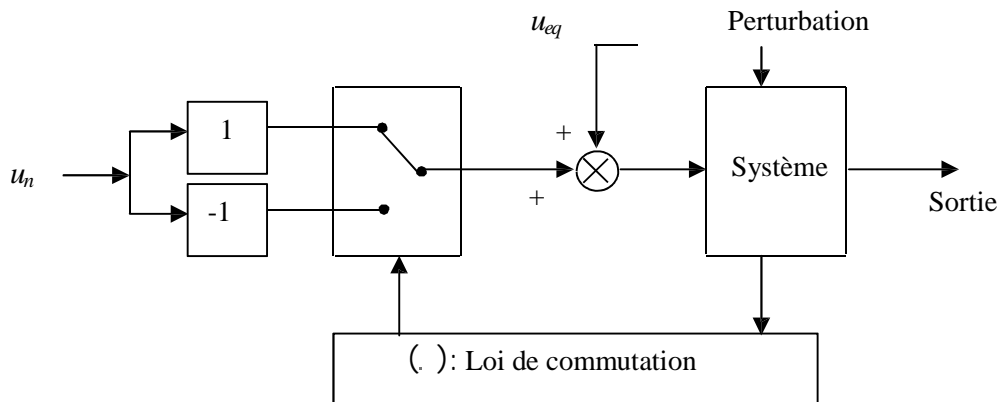 u_eq
Perturbation
1
+
u_n
Système
-1
+
Sortie
(. ): Loi de commutation